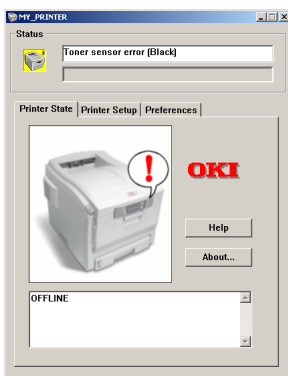 MY_PRINTER
Status
Toner sensor error (Black)
Printer State
Printer Setup
Preferences
OKI
Help
About...
OFFLINE